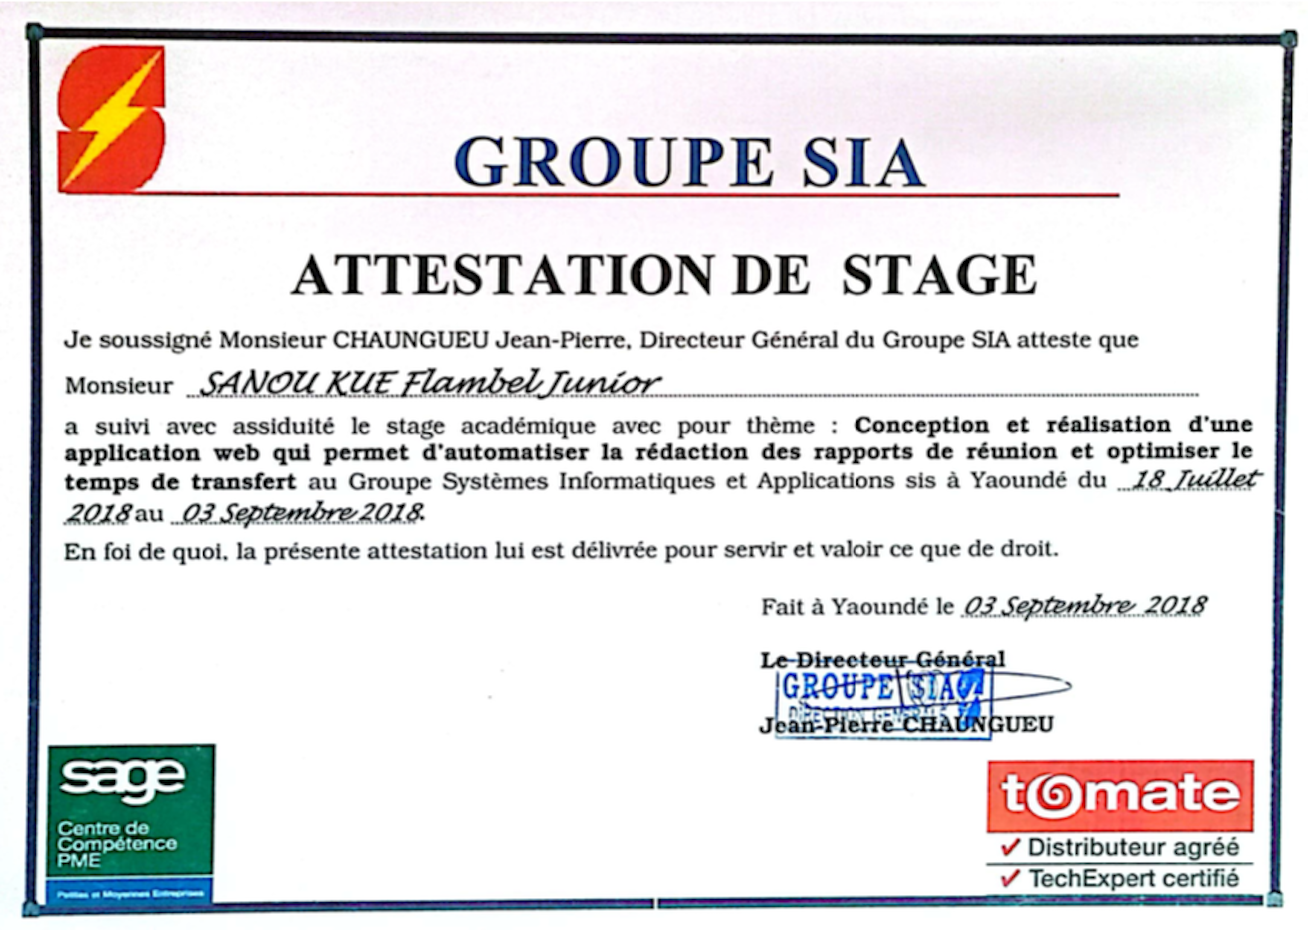 GROUPE SIA
ATTESTATION DE STAGE
Je soussigné Monsieur CHAUNGUEU Jean-Pierre, Directeur Général du Groupe SIA atteste que
Monsieur SANOU KUE Flambel Junior
a suivi avec assiduité le stage académique avec pour thème : Conception et réalisation d'une
application web qui permet d'automatiser la rédaction des rapports de réunion et optimiser le
temps de transfert au Groupe Systèmes Informatiques et Applications sis à Yaoundé du 18 Juillet
2018 au 03 Septembre 2018.
En foi de quoi, la présente attestation lui est délivrée pour servir et valoir ce que de droit.
Fait à Yaoundé le 03 Septembre 2018
Le Directeur Général
GROUPE SIA
DIRECTION GENERALE
Jean-Pierre CHAUNGUEU
sage
Centre de
Compétence
PME
Petites et Moyennes Entreprises
tomate
Distributeur agréé
TechExpert certifié